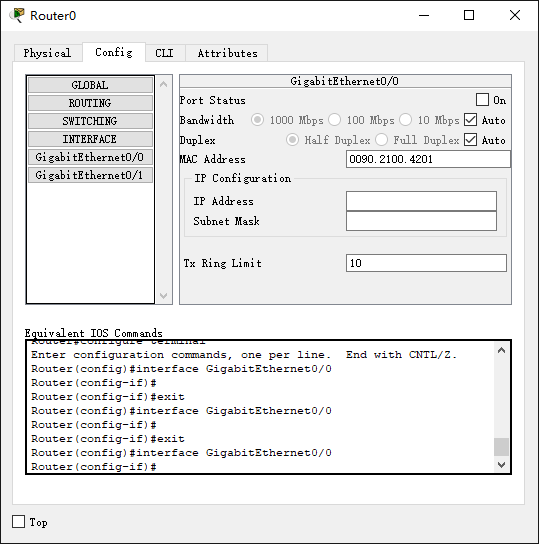 Router0
Physical Config CLI Attributes
GLOBAL
ROUTING
SWITCHING
INTERFACE
GigabitEthernet0/0
GigabitEthernet0/1
GigabitEthernet0/0
Port Status On
Bandwidth 1000 Mbps 100 Mbps 10 Mbps Auto
Duplex Half Duplex Full Duplex Auto
MAC Address 0090.2100.4201
IP Configuration
IP Address
Subnet Mask
Tx Ring Limit 10
Equivalent IOS Commands
Router#configure terminal
Enter configuration commands, one per line. End with CNTL/Z.
Router(config)#interface GigabitEthernet0/0
Router(config-if)#
Router(config-if)#exit
Router(config)#interface GigabitEthernet0/0
Router(config-if)#
Router(config-if)#exit
Router(config)#interface GigabitEthernet0/0
Router(config-if)#
Top